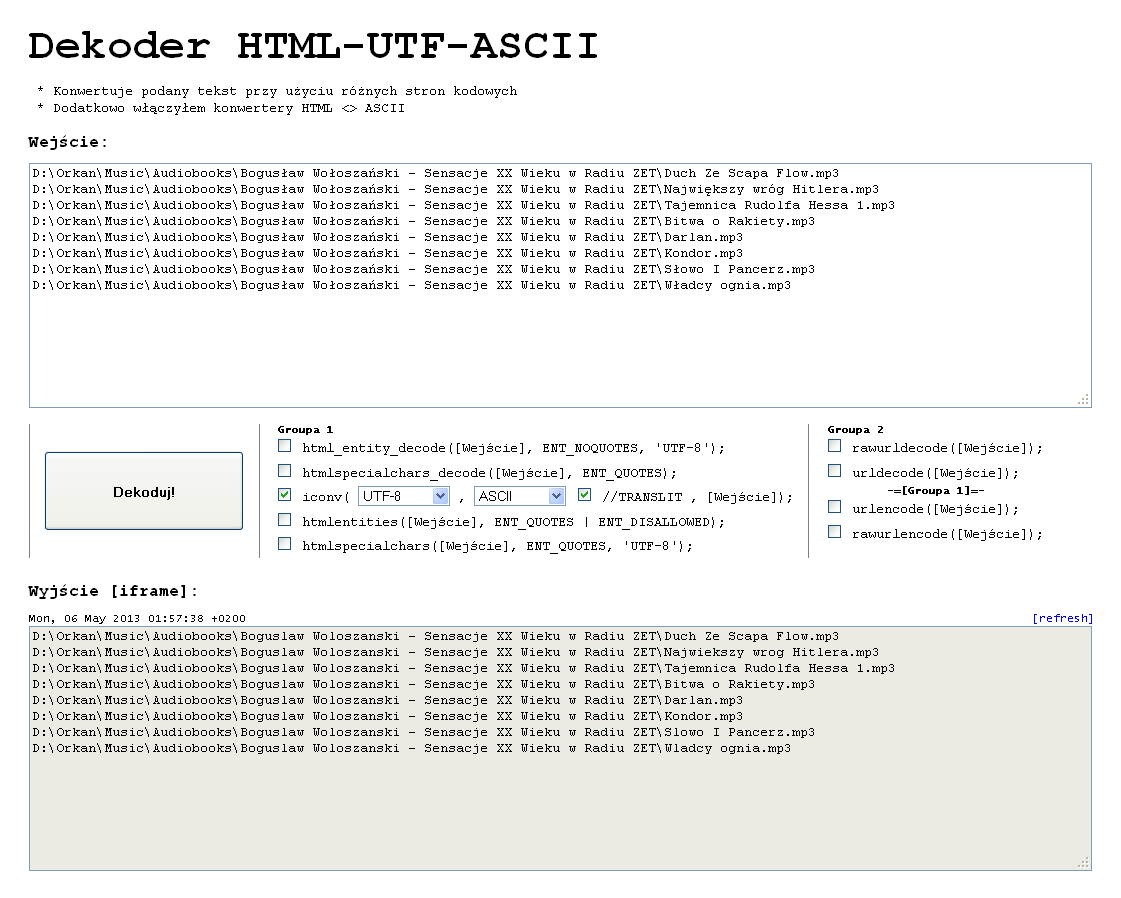 Dekoder HTML-UTF-ASCII
* Konwertuje podany tekst przy użyciu różnych stron kodowych
* Dodatkowo włączyłem konwertery HTML <> ASCII
Wejście:
D:\Orkan\Music\Audiobooks\Bogusław Wołoszański - Sensacje XX Wieku w Radiu ZET\Duch Ze Scapa Flow.mp3
D:\Orkan\Music\Audiobooks\Bogusław Wołoszański - Sensacje XX Wieku w Radiu ZET\Największy wróg Hitlera.mp3
D:\Orkan\Music\Audiobooks\Bogusław Wołoszański - Sensacje XX Wieku w Radiu ZET\Tajemnica Rudolfa Hessa 1.mp3
D:\Orkan\Music\Audiobooks\Bogusław Wołoszański - Sensacje XX Wieku w Radiu ZET\Bitwa o Rakiety.mp3
D:\Orkan\Music\Audiobooks\Bogusław Wołoszański - Sensacje XX Wieku w Radiu ZET\Darlan.mp3
D:\Orkan\Music\Audiobooks\Bogusław Wołoszański - Sensacje XX Wieku w Radiu ZET\Kondor.mp3
D:\Orkan\Music\Audiobooks\Bogusław Wołoszański - Sensacje XX Wieku w Radiu ZET\Słowo I Pancerz.mp3
D:\Orkan\Music\Audiobooks\Bogusław Wołoszański - Sensacje XX Wieku w Radiu ZET\Władcy ognia.mp3
Dekoduj!
Groupa 1
html_entity_decode([Wejście], ENT_NOQUOTES, 'UTF-8');
htmlspecialchars_decode([Wejście], ENT_QUOTES);
iconv( UTF-8 , ASCII //TRANSLIT , [Wejście]);
htmlentities([Wejście], ENT_QUOTES | ENT_DISALLOWED);
htmlspecialchars([Wejście], ENT_QUOTES, 'UTF-8');
Groupa 2
rawurldecode([Wejście]);
urldecode([Wejście]);
-=[Groupa 1]=-
urlencode([Wejście]);
rawurlencode([Wejście]);
Wyjście [iframe]:
Mon, 06 May 2013 01:57:38 +0200 [refresh]
D:\Orkan\Music\Audiobooks\Boguslaw Woloszanski - Sensacje XX Wieku w Radiu ZET\Duch Ze Scapa Flow.mp3
D:\Orkan\Music\Audiobooks\Boguslaw Woloszanski - Sensacje XX Wieku w Radiu ZET\Najwiekszy wrog Hitlera.mp3
D:\Orkan\Music\Audiobooks\Boguslaw Woloszanski - Sensacje XX Wieku w Radiu ZET\Tajemnica Rudolfa Hessa 1.mp3
D:\Orkan\Music\Audiobooks\Boguslaw Woloszanski - Sensacje XX Wieku w Radiu ZET\Bitwa o Rakiety.mp3
D:\Orkan\Music\Audiobooks\Boguslaw Woloszanski - Sensacje XX Wieku w Radiu ZET\Darlan.mp3
D:\Orkan\Music\Audiobooks\Boguslaw Woloszanski - Sensacje XX Wieku w Radiu ZET\Kondor.mp3
D:\Orkan\Music\Audiobooks\Boguslaw Woloszanski - Sensacje XX Wieku w Radiu ZET\Slowo I Pancerz.mp3
D:\Orkan\Music\Audiobooks\Boguslaw Woloszanski - Sensacje XX Wieku w Radiu ZET\Wladcy ognia.mp3